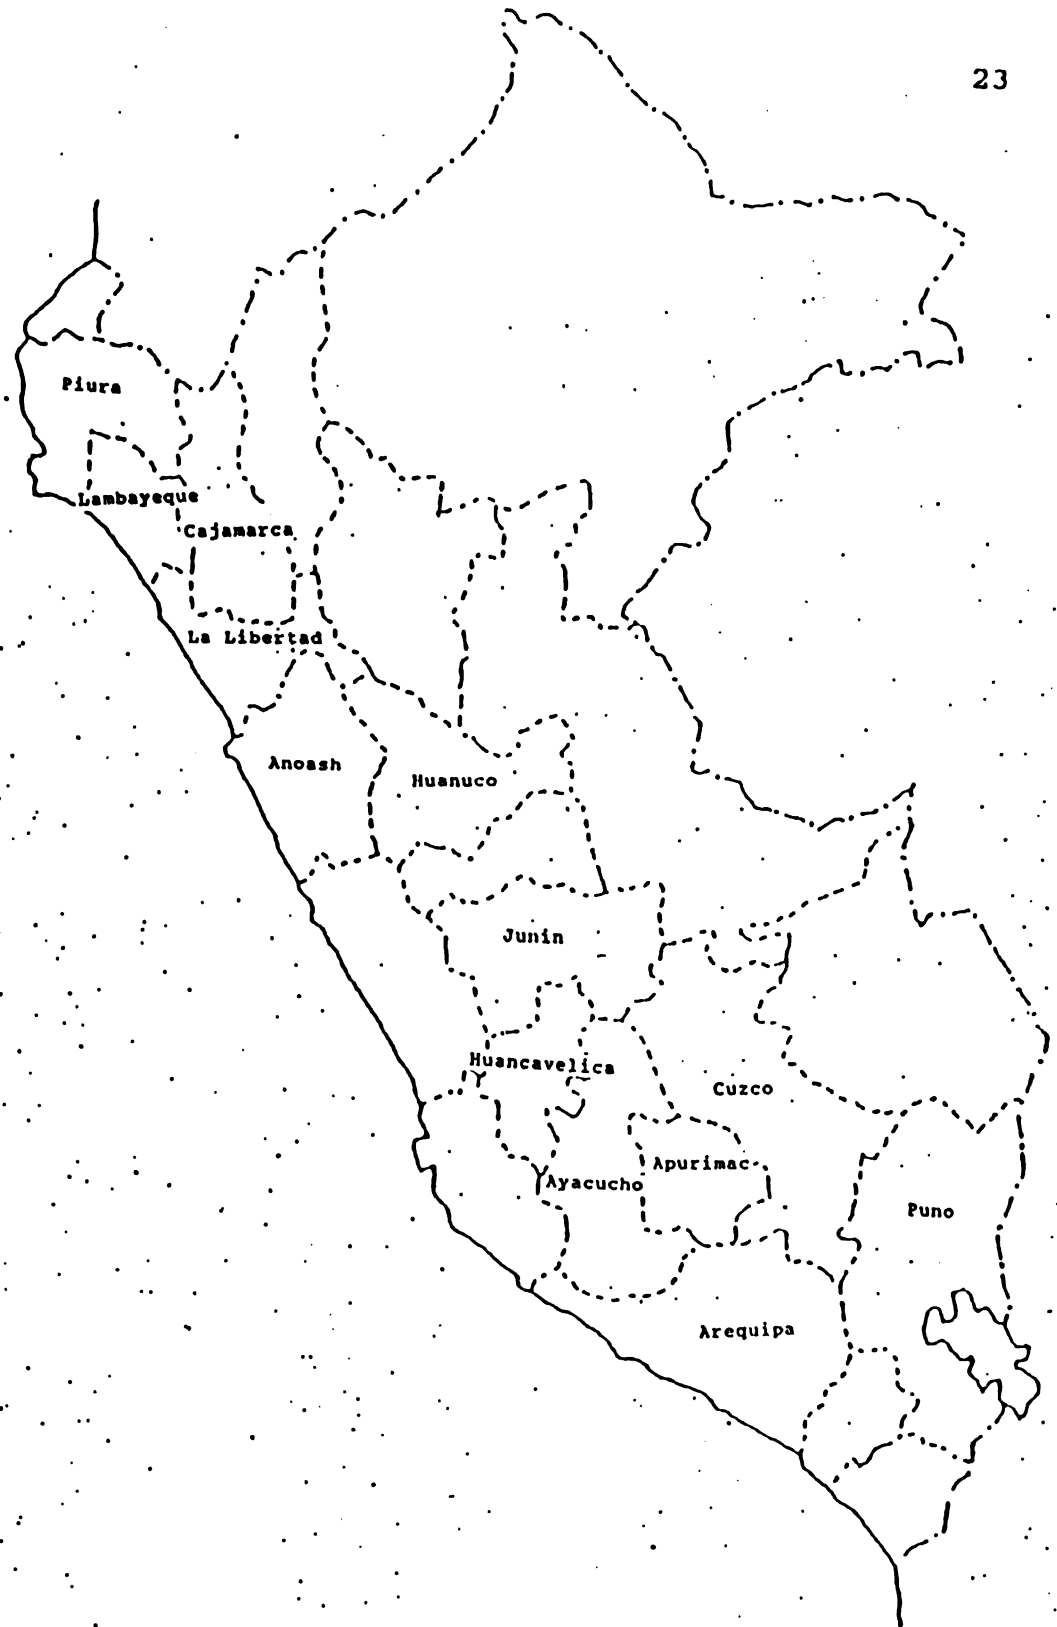 23
Piura
Lambayeque
Cajamarca
La Libertad
Anoash
Huanuco
Junin
Huancavelica
Cuzco
Apurimac
Ayacucho
Puno
Arequipa